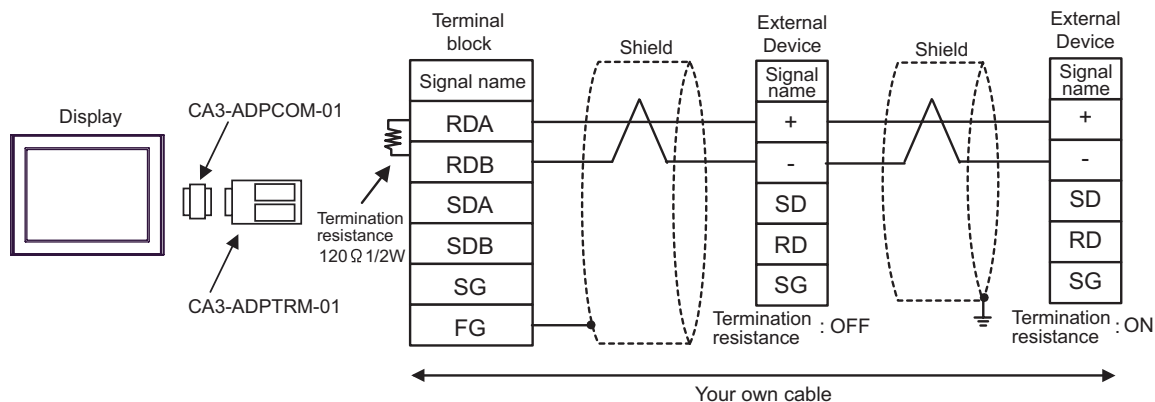 Display
CA3-ADPCOM-01
CA3-ADPTRM-01
Termination
resistance
120Ω 1/2W
Terminal
block
Signal name
RDA
RDB
SDA
SDB
SG
FG
Shield
External
Device
Signal
name
+
-
SD
RD
SG
Termination
resistance : OFF
Shield
External
Device
Signal
name
+
-
SD
RD
SG
Termination
resistance : ON
Your own cable